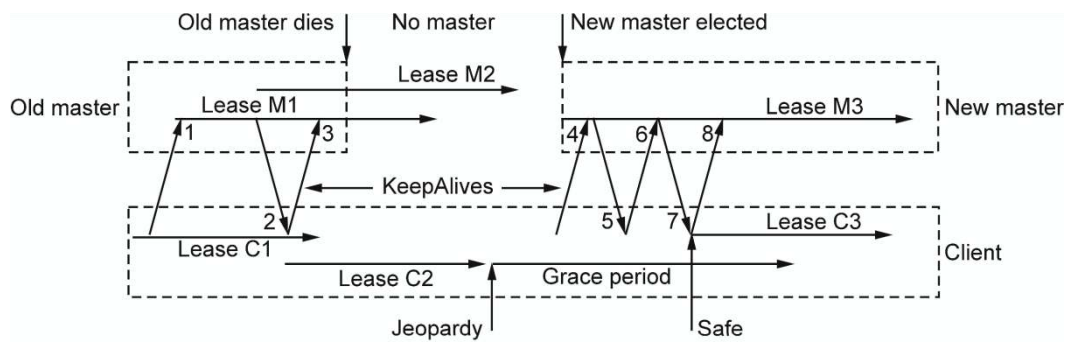 Old master dies
No master
New master elected
Lease M2
Old master
Lease M1
Lease M3
New master
1
3
4
6
8
KeepAlives
2
5
7
Lease C3
Lease C1
Client
Lease C2
Grace period
Jeopardy
Safe